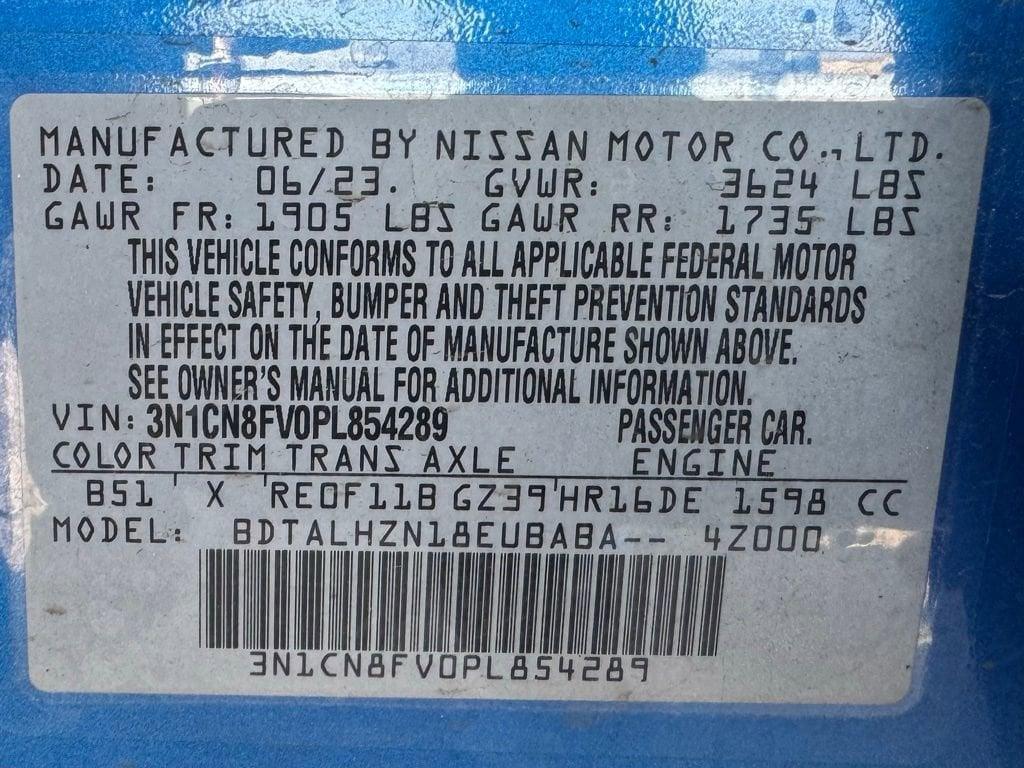 MANUFACTURED BY NISSAN MOTOR CO., LTD.
DATE: 06/23. GVWR: 3624 LBS
GAWR FR: 1905 LBS GAWR RR: 1735 LBS
THIS VEHICLE CONFORMS TO ALL APPLICABLE FEDERAL MOTOR
VEHICLE SAFETY, BUMPER AND THEFT PREVENTION STANDARDS
IN EFFECT ON THE DATE OF MANUFACTURE SHOWN ABOVE.
SEE OWNER'S MANUAL FOR ADDITIONAL INFORMATION.
VIN: 3N1CN8FV0PL854289 PASSENGER CAR.
COLOR TRIM TRANS AXLE ENGINE
B51 X RE0F11B GZ39 HR16DE 1598 CC
MODEL: BDTALHZN18EUBABA-- 4Z000
3N1CN8FV0PL854289